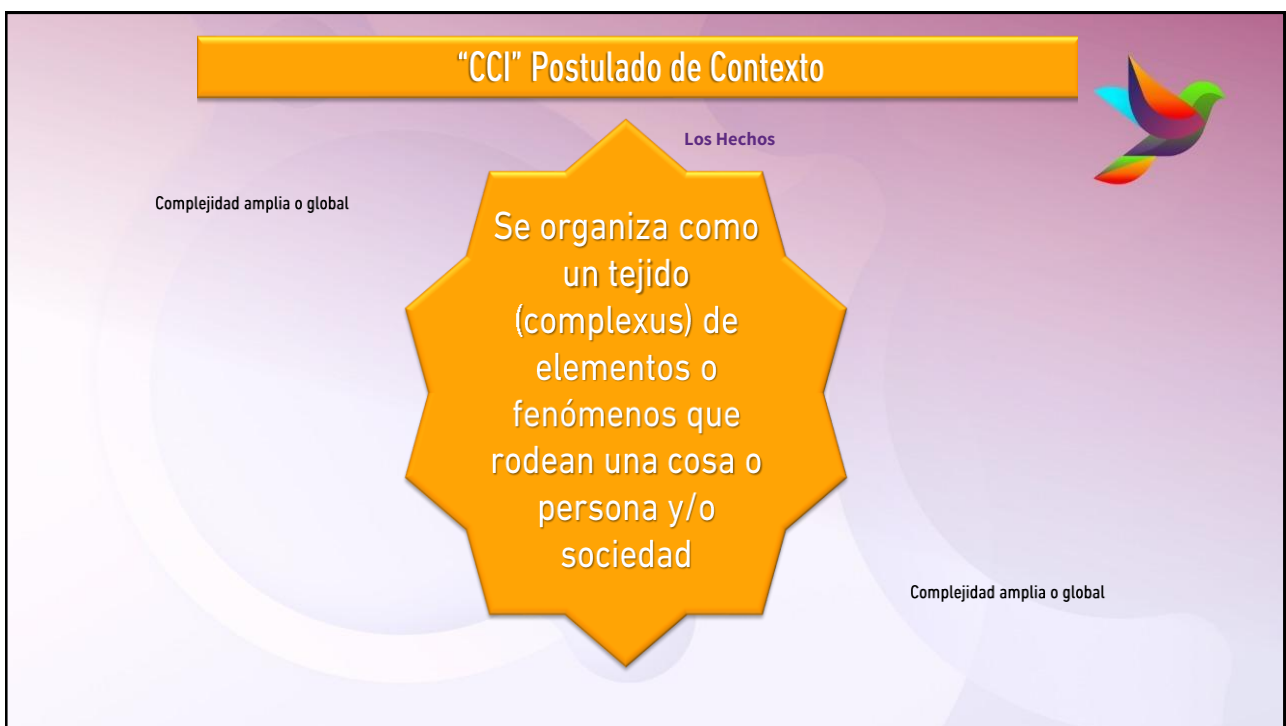 “CCI” Postulado de Contexto
Los Hechos
Complejidad amplia o global
Se organiza como
un tejido
(complexus) de
elementos o
fenómenos que
rodean una cosa o
persona y/o
sociedad
Complejidad amplia o global